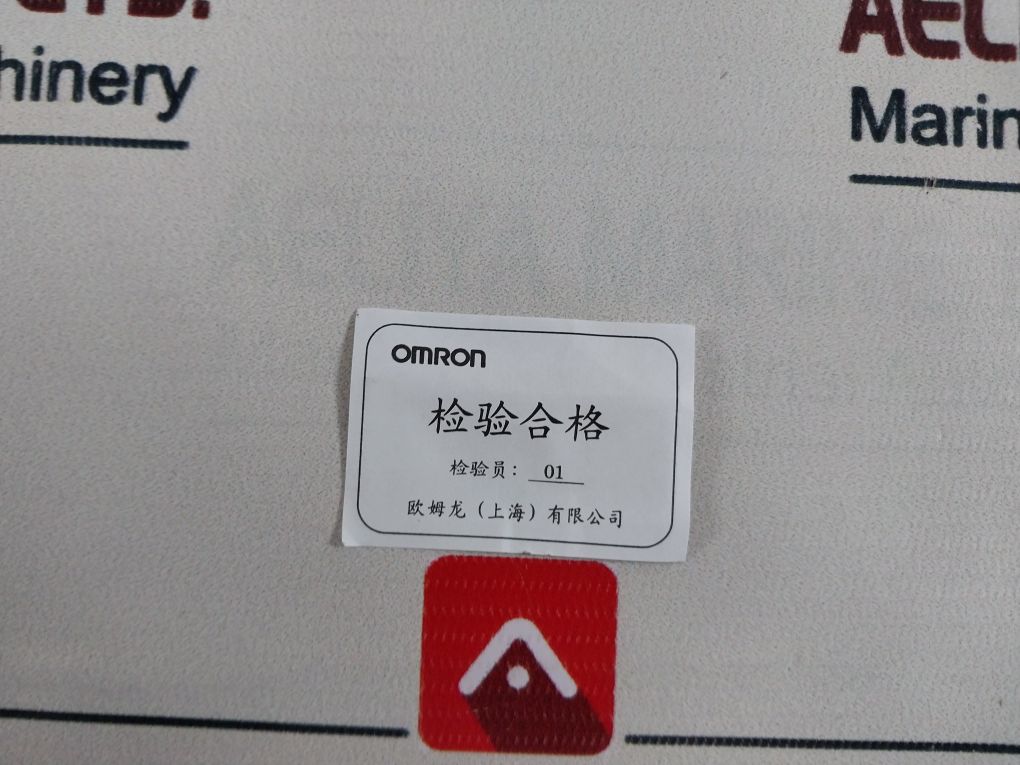 hinery
AEL
Marin
OMRON
检验合格
检验员：01
欧姆龙（上海）有限公司